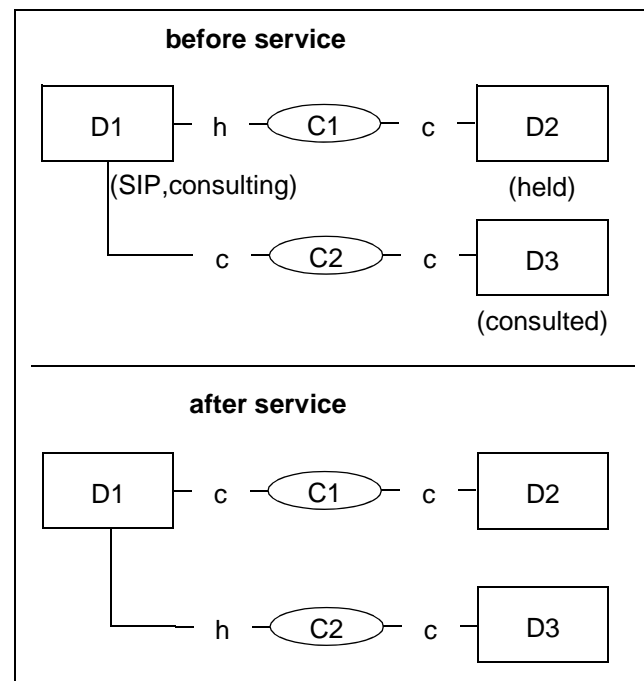 before service
D1 h C1 c D2
(SIP,consulting) (held)
c C2 c D3
(consulted)
after service
D1 c C1 c D2
h C2 c D3